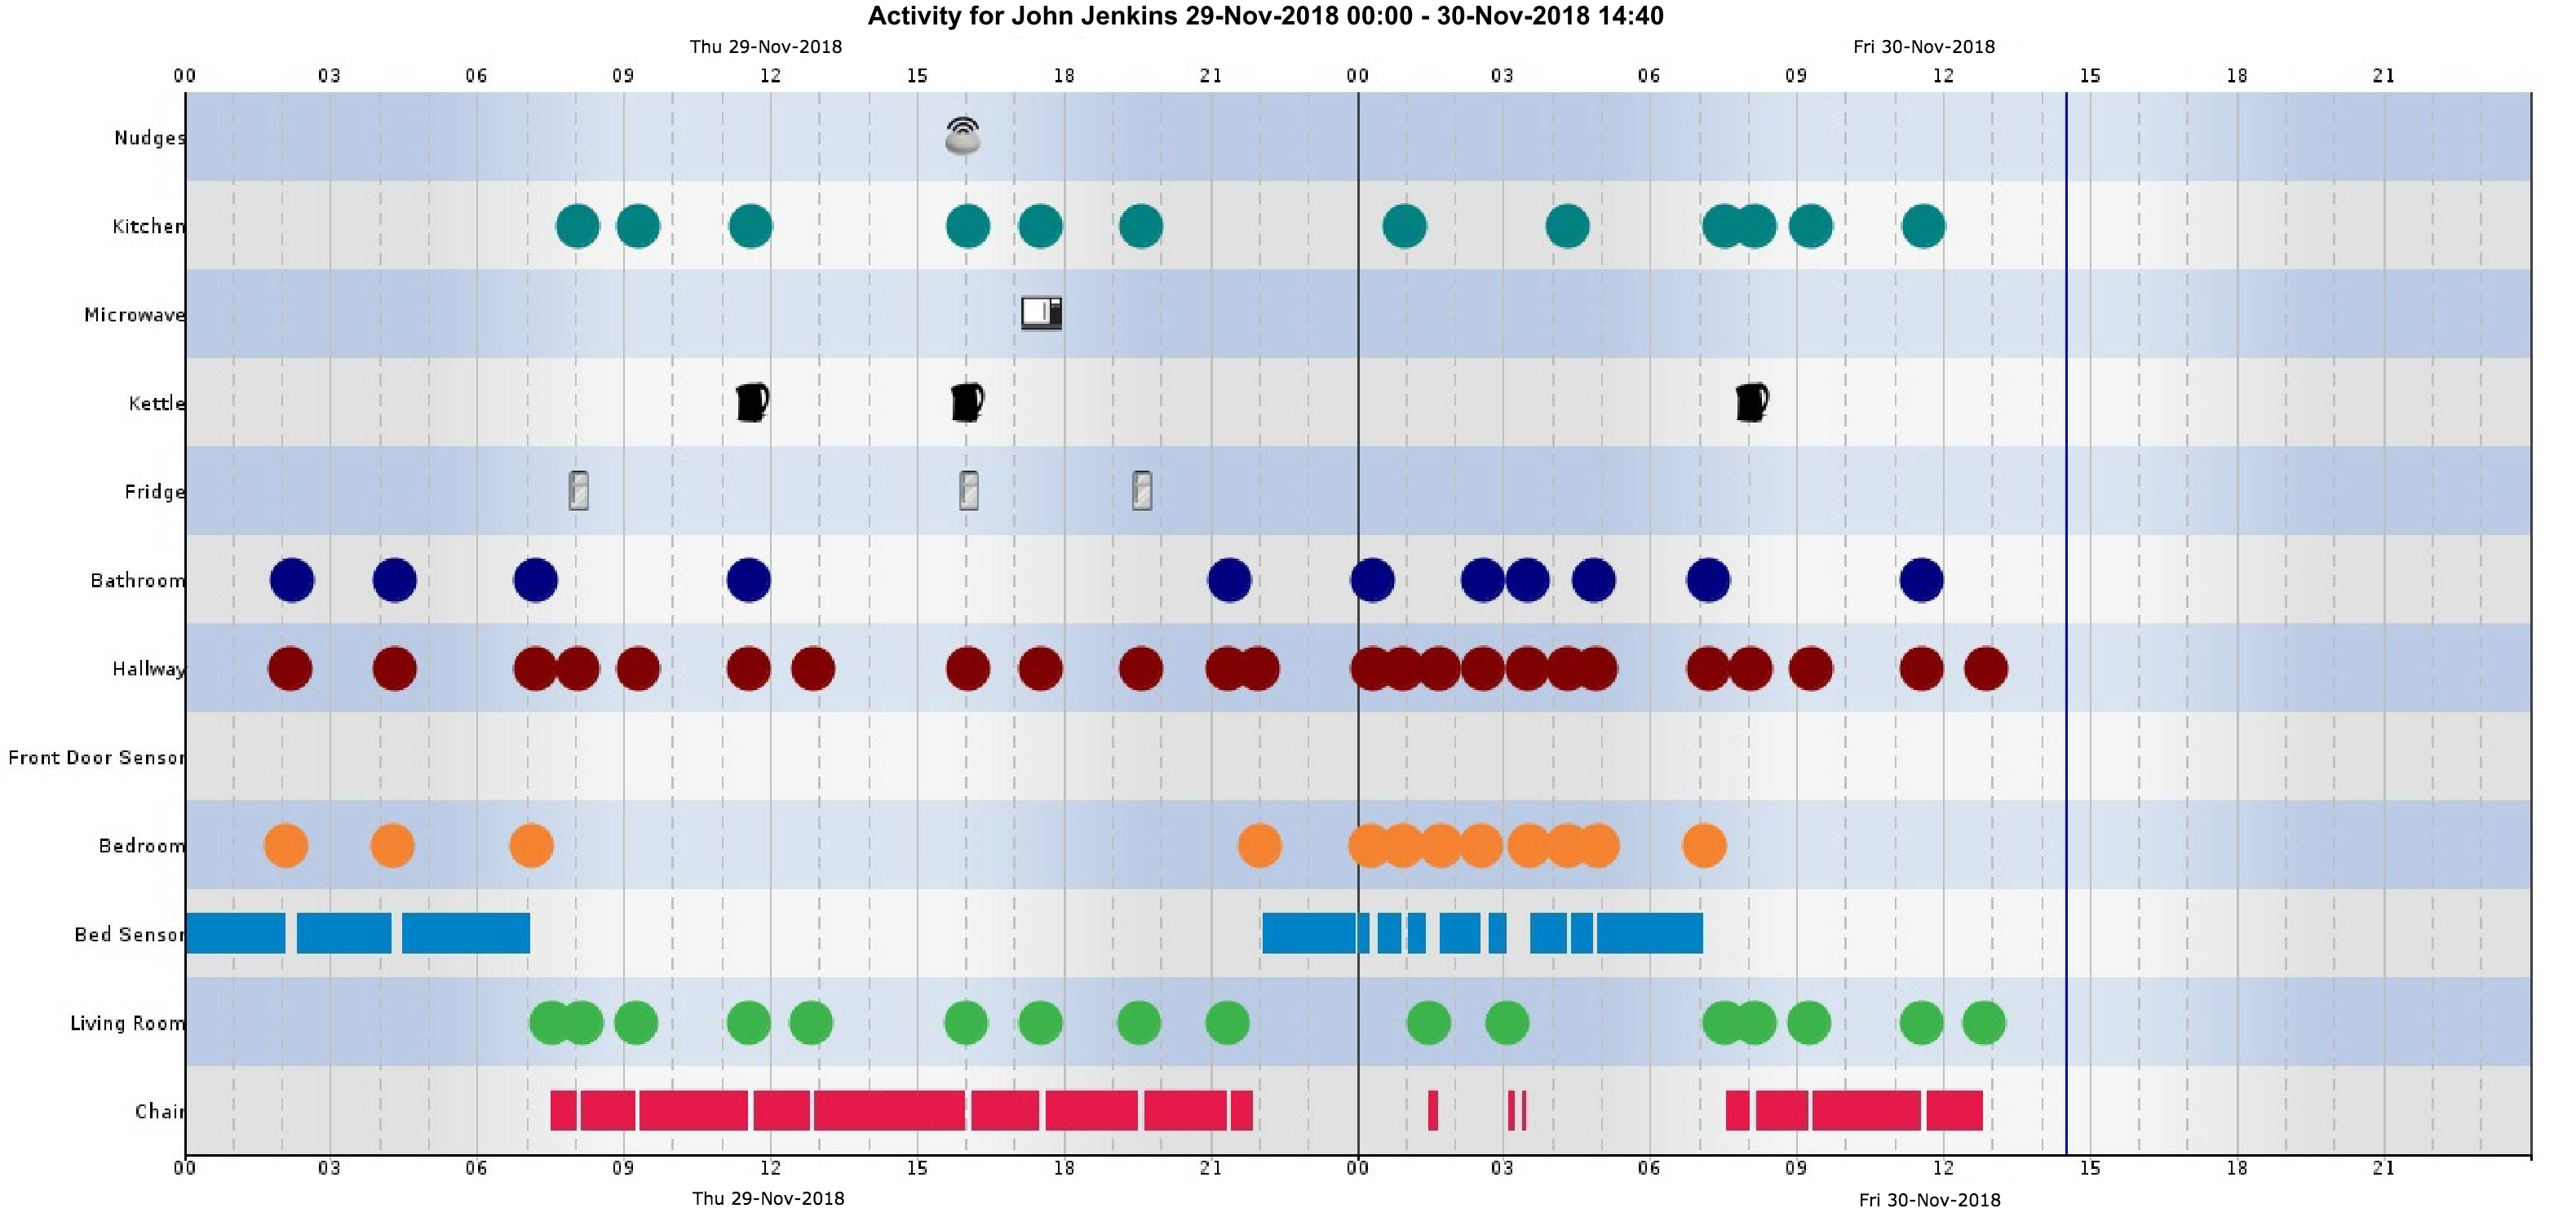 Activity for John Jenkins 29-Nov-2018 00:00 - 30-Nov-2018 14:40
Thu 29-Nov-2018 Fri 30-Nov-2018
00 03 06 09 12 15 18 21 00 03 06 09 12 15 18 21
Nudges
Kitchen
Microwave
Kettle
Fridge
Bathroom
Hallway
Front Door Sensor
Bedroom
Bed Sensor
Living Room
Chair
00 03 06 09 12 15 18 21 00 03 06 09 12 15 18 21
Thu 29-Nov-2018 Fri 30-Nov-2018